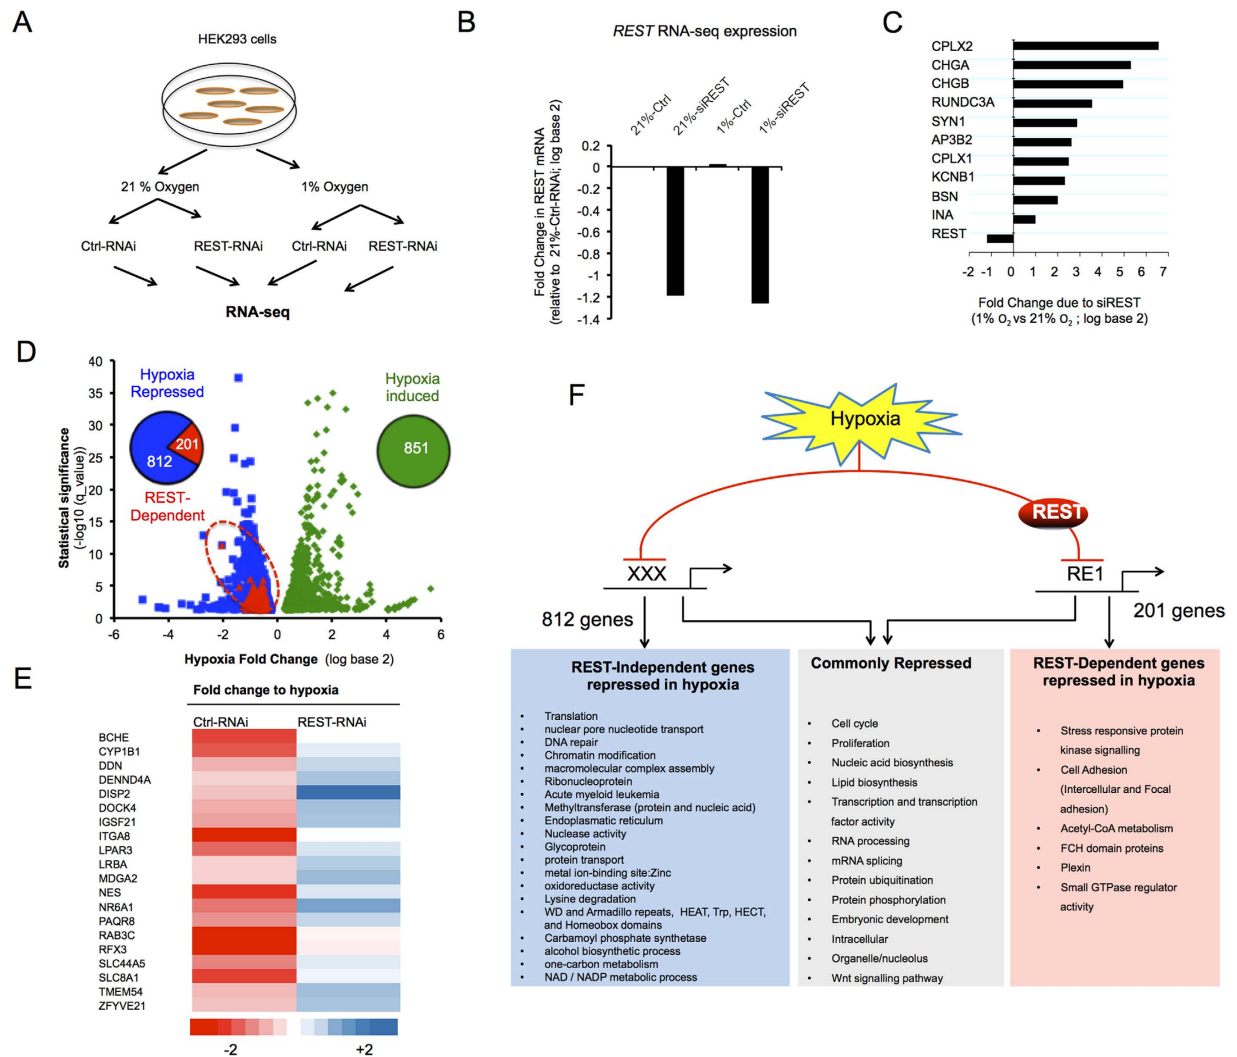 A
HEK293 cells
21 % Oxygen
1% Oxygen
Ctrl-RNAi
REST-RNAi
Ctrl-RNAi
REST-RNAi
RNA-seq
B
REST RNA-seq expression
21%-Ctrl
21%-siREST
1%-Ctrl
1%-siREST
Fold Change in REST mRNA
(relative to 21%-Ctrl-RNAi; log base 2)
0.2
0
-0.2
-0.4
-0.6
-0.8
-1
-1.2
-1.4
C
CPLX2
CHGA
CHGB
RUNDC3A
SYN1
AP3B2
CPLX1
KCNB1
BSN
INA
REST
-2 -1 0 1 2 3 4 5 6 7
Fold Change due to siREST
(1% O2 vs 21% O2 ; log base 2)
D
Statistical significance
(-log10 (q_value))
40
35
30
25
20
15
10
5
0
-6 -4 -2 0 2 4 6
Hypoxia Fold Change (log base 2)
Hypoxia
Repressed
201
812
REST-
Dependent
Hypoxia
induced
851
E
Fold change to hypoxia
Ctrl-RNAi
REST-RNAi
BCHE
CYP1B1
DDN
DENND4A
DISP2
DOCK4
IGSF21
ITGA8
LPAR3
LRBA
MDGA2
NES
NR6A1
PAQR8
RAB3C
RFX3
SLC44A5
SLC8A1
TMEM54
ZFYVE21
-2
+2
F
Hypoxia
REST
XXX
RE1
812 genes
201 genes
REST-Independent genes
repressed in hypoxia
• Translation
• nuclear pore nucleotide transport
• DNA repair
• Chromatin modification
• macromolecular complex assembly
• Ribonucleoprotein
• Acute myeloid leukemia
• Methyltransferase (protein and nucleic acid)
• Endoplasmatic reticulum
• Nuclease activity
• Glycoprotein
• protein transport
• metal ion-binding site:Zinc
• oxidoreductase activity
• Lysine degradation
• WD and Armadillo repeats, HEAT, Trp, HECT,
and Homeobox domains
• Carbamoyl phosphate synthetase
• alcohol biosynthetic process
• one-carbon metabolism
• NAD / NADP metabolic process
Commonly Repressed
• Cell cycle
• Proliferation
• Nucleic acid biosynthesis
• Lipid biosynthesis
• Transcription and transcription
factor activity
• RNA processing
• mRNA splicing
• Protein ubiquitination
• Protein phosphorylation
• Embryonic development
• Intracellular
• Organelle/nucleolus
• Wnt signalling pathway
REST-Dependent genes
repressed in hypoxia
• Stress responsive protein
kinase signalling
• Cell Adhesion
(Intercellular and Focal
adhesion)
• Acetyl-CoA metabolism
• FCH domain proteins
• Plexin
• Small GTPase regulator
activity